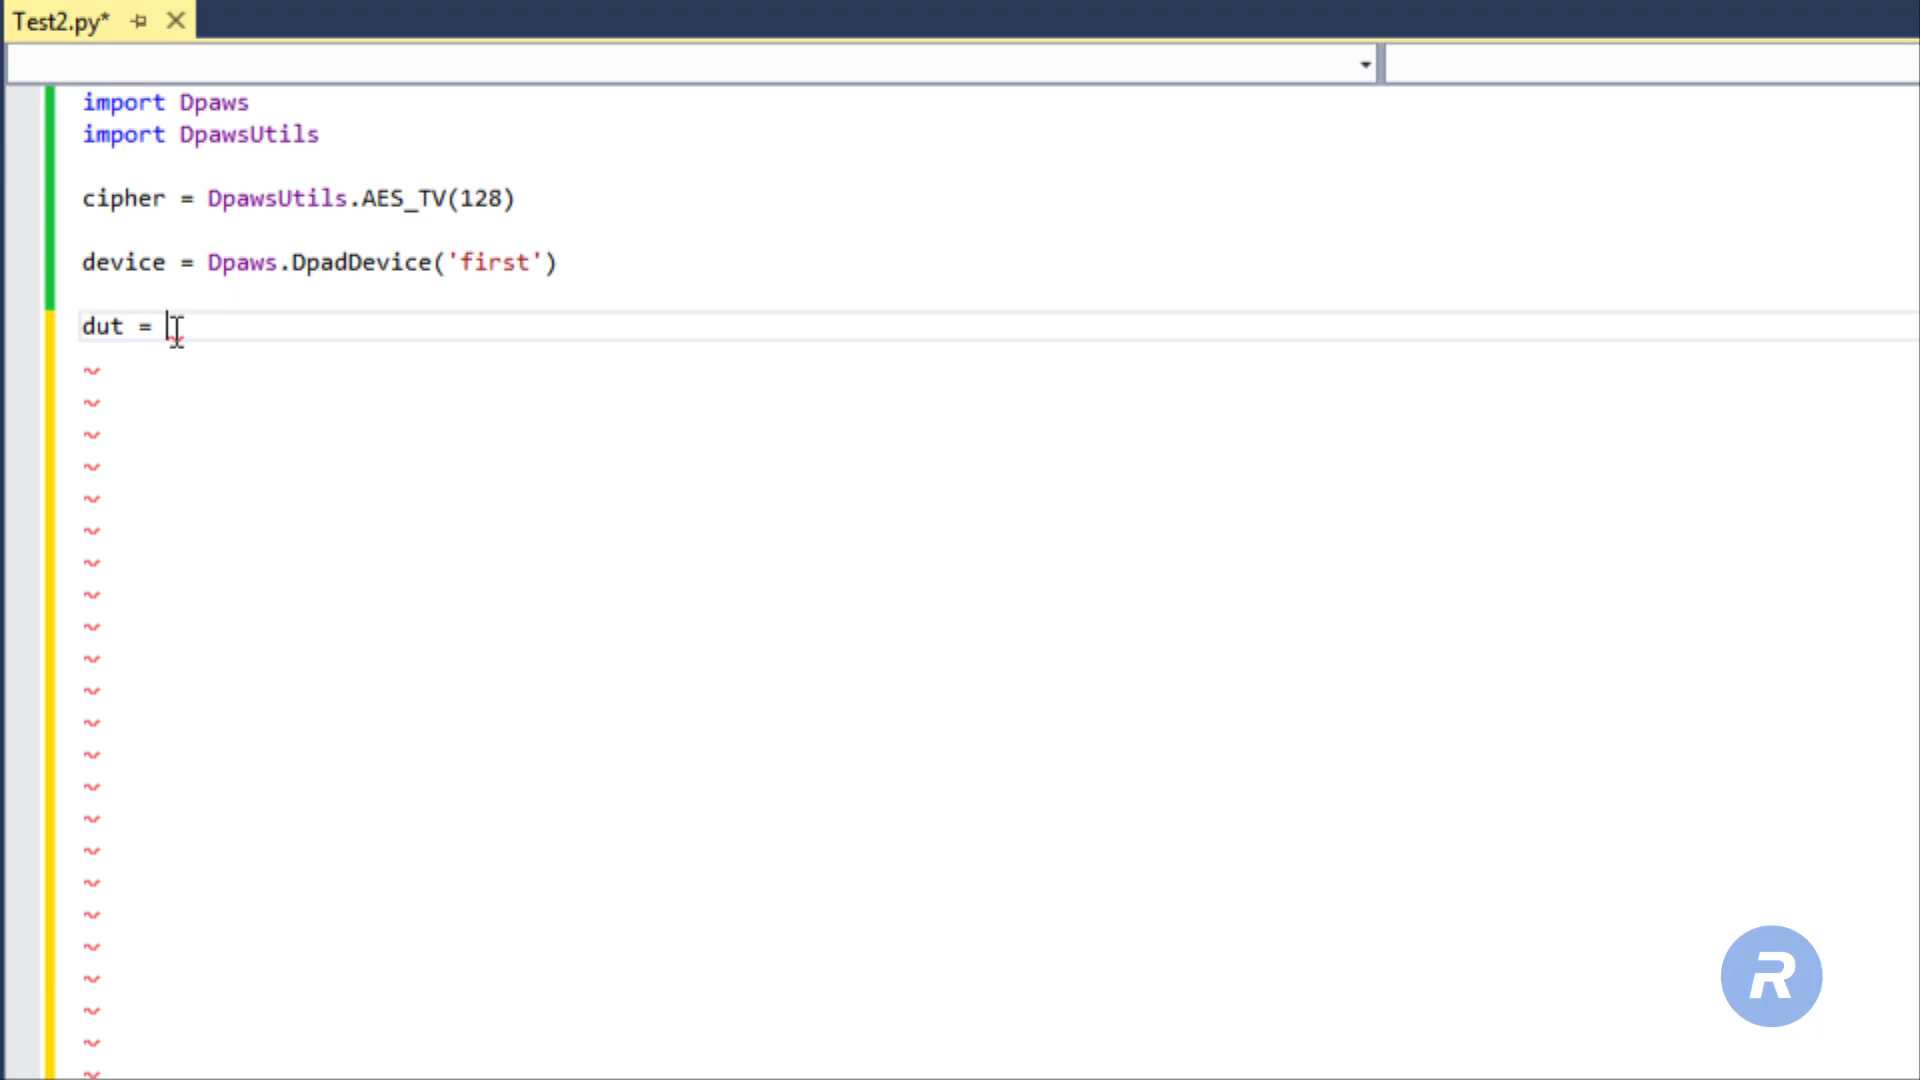 Test2.py*
import Dpaws
import DpawsUtils
cipher = DpawsUtils.AES_TV(128)
device = Dpaws.DpadDevice('first')
dut =
R